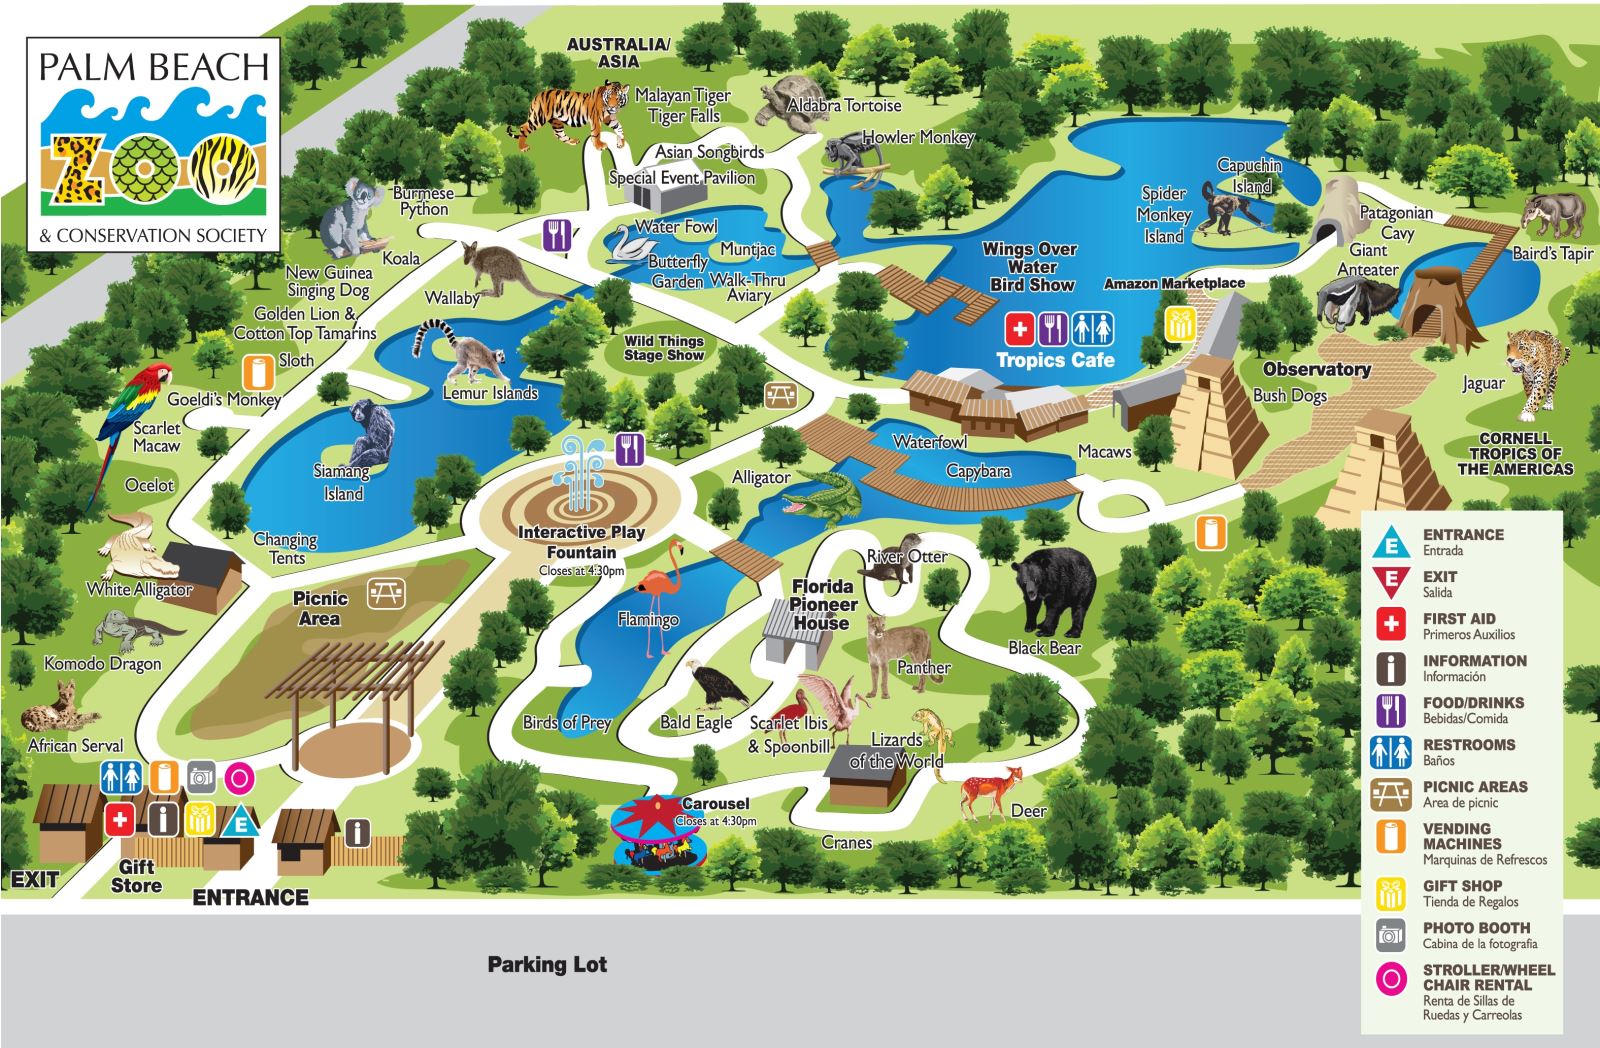 PALM BEACH
ZOO
& CONSERVATION SOCIETY
AUSTRALIA/
ASIA
Malayan Tiger
Tiger Falls
Aldabra Tortoise
Howler Monkey
Asian Songbirds
Special Event Pavilion
Burmese
Python
Koala
New Guinea
Singing Dog
Wallaby
Golden Lion &
Cotton Top Tamarins
Sloth
Goeldi's Monkey
Scarlet
Macaw
Ocelot
Water Fowl
Muntjac
Butterfly
Garden
Walk-Thru
Aviary
Wild Things
Stage Show
Lemur Islands
Siamang
Island
Changing
Tents
White Alligator
Komodo Dragon
African Serval
Picnic
Area
Interactive Play
Fountain
Closes at 4:30pm
Capuchin
Island
Spider
Monkey
Island
Wings Over
Water
Bird Show
Tropics Cafe
Amazon Marketplace
Patagonian
Cavy
Giant
Anteater
Baird's Tapir
Observatory
Bush Dogs
Jaguar
CORNELL
TROPICS OF
THE AMERICAS
Waterfowl
Capybara
Macaws
Alligator
River Otter
Florida
Pioneer
House
Black Bear
Panther
Flamingo
Birds of Prey
Bald Eagle
Scarlet Ibis
& Spoonbill
Lizards
of the World
Deer
Cranes
Carousel
Closes at 4:30pm
E
Gift
Store
EXIT
ENTRANCE
Parking Lot
E
ENTRANCE
Entrada
E
EXIT
Salida
FIRST AID
Primeros Auxilios
i
INFORMATION
Información
FOOD/DRINKS
Bebidas/Comida
RESTROOMS
Baños
PICNIC AREAS
Area de picnic
VENDING
MACHINES
Marquinas de Refrescos
GIFT SHOP
Tienda de Regalos
PHOTO BOOTH
Cabina de la fotografia
STROLLER/WHEEL
CHAIR RENTAL
Renta de Sillas de
Ruedas y Carreolas